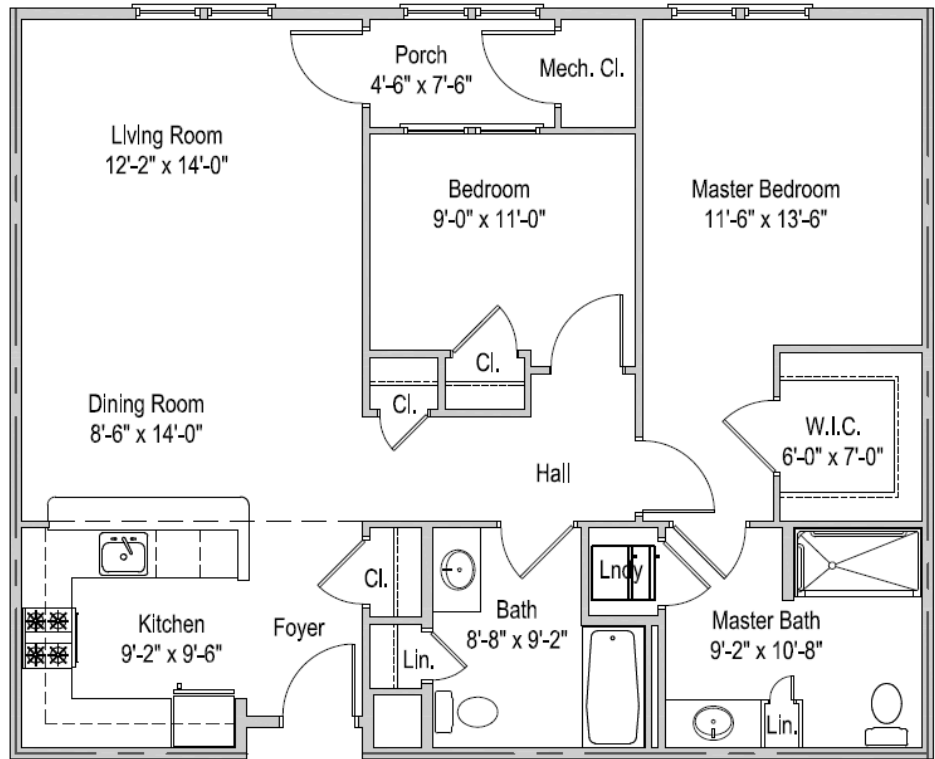 Porch
4'-6" x 7'-6"
Mech. Cl.
Living Room
12'-2" x 14'-0"
Bedroom
9'-0" x 11'-0"
Master Bedroom
11'-6" x 13'-6"
Cl.
Cl.
Dining Room
8'-6" x 14'-0"
W.I.C.
6'-0" x 7'-0"
Hall
Cl.
Lndy
Kitchen
9'-2" x 9'-6"
Foyer
Bath
8'-8" x 9'-2"
Master Bath
9'-2" x 10'-8"
Lin.
Lin.